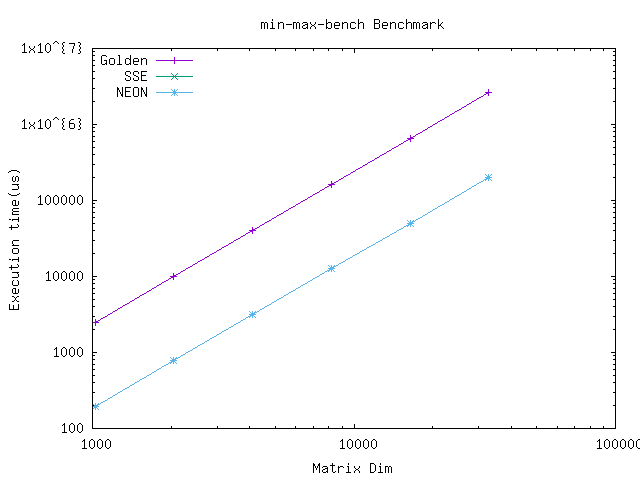 min-max-bench Benchmark
1x10^{7}
1x10^{6}
100000
10000
1000
100
Golden
SSE
NEON
Execution time(us)
1000
10000
100000
Matrix Dim